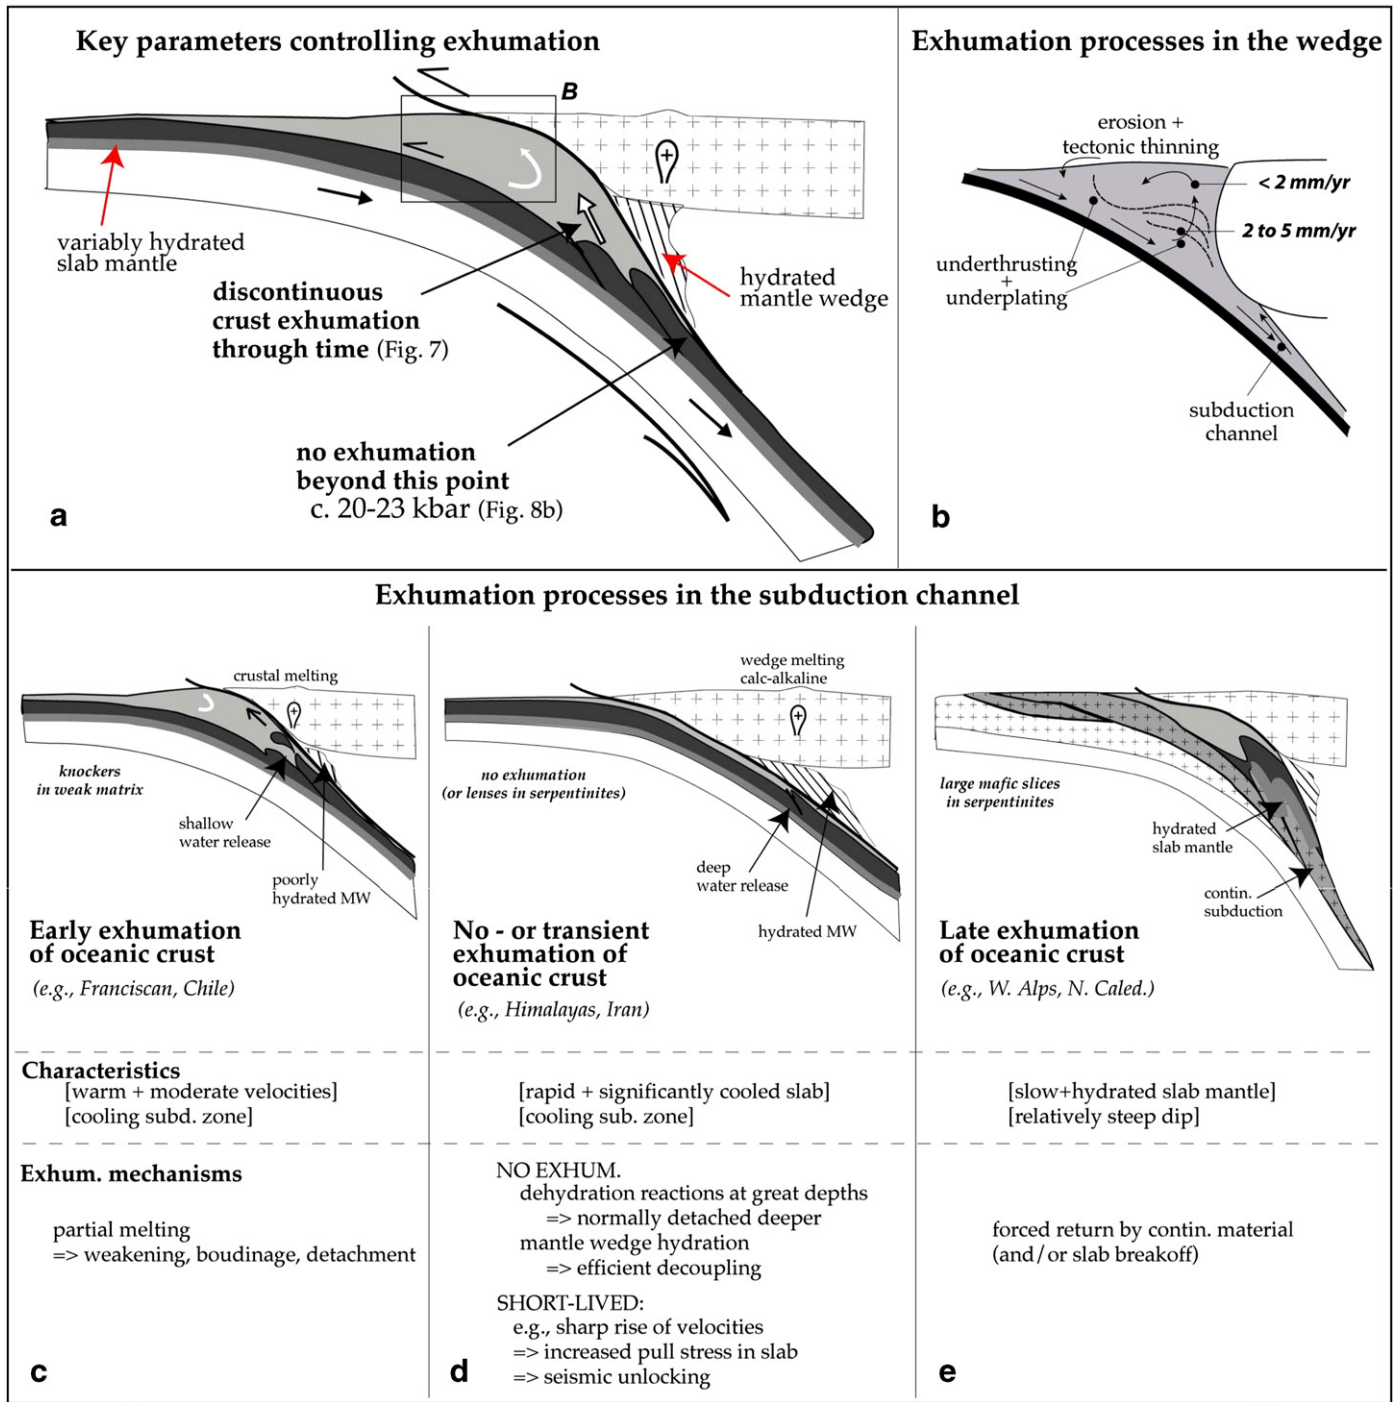 Key parameters controlling exhumation
B
variably hydrated
slab mantle
discontinuous
crust exhumation
through time (Fig. 7)
hydrated
mantle wedge
no exhumation
beyond this point
c. 20-23 kbar (Fig. 8b)
a
Exhumation processes in the wedge
erosion +
tectonic thinning
< 2 mm/yr
2 to 5 mm/yr
underthrusting
+
underplating
subduction
channel
b
Exhumation processes in the subduction channel
crustal melting
knockers
in weak matrix
shallow
water release
poorly
hydrated MW
Early exhumation
of oceanic crust
(e.g., Franciscan, Chile)
wedge melting
calc-alkaline
no exhumation
(or lenses in serpentinites)
deep
water release
hydrated MW
No - or transient
exhumation of
oceanic crust
(e.g., Himalayas, Iran)
large mafic slices
in serpentinites
hydrated
slab mantle
contin.
subduction
Late exhumation
of oceanic crust
(e.g., W. Alps, N. Caled.)
Characteristics
[warm + moderate velocities]
[cooling subd. zone]
[rapid + significantly cooled slab]
[cooling sub. zone]
[slow+hydrated slab mantle]
[relatively steep dip]
Exhum. mechanisms
partial melting
=> weakening, boudinage, detachment
c
NO EXHUM.
dehydration reactions at great depths
=> normally detached deeper
mantle wedge hydration
=> efficient decoupling
SHORT-LIVED:
e.g., sharp rise of velocities
=> increased pull stress in slab
=> seismic unlocking
d
forced return by contin. material
(and/or slab breakoff)
e